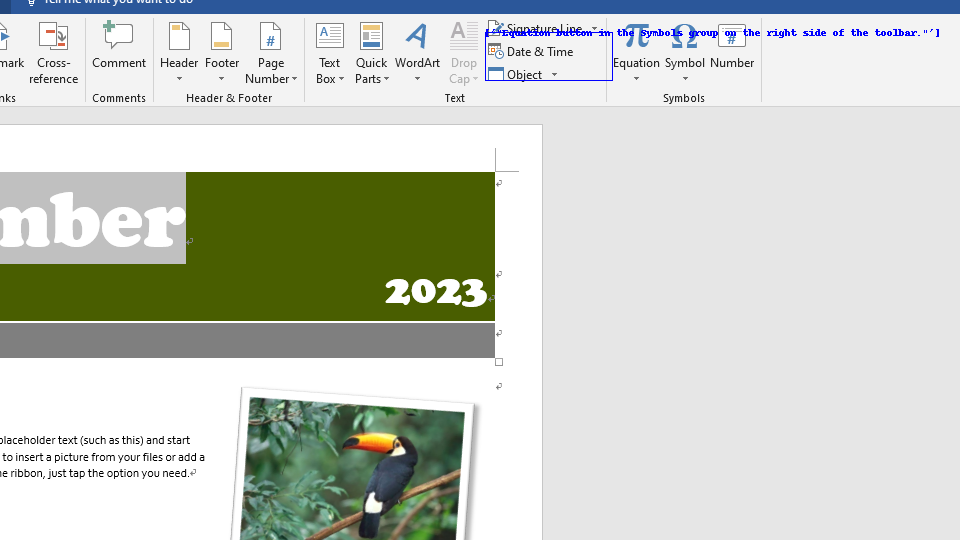 Tell me what you want to do
mark
Cross-
reference
Comment
Header
Footer
Page
Number
Text
Box
Quick
Parts
WordArt
Drop
Cap
Signature Line
Date & Time
Object
Equation
Symbol
Number
nks
Comments
Header & Footer
Text
Symbols
Equation button in the Symbols group on the right side of the toolbar."']
mber
2023
placeholder text (such as this) and start
to insert a picture from your files or add a
ne ribbon, just tap the option you need.